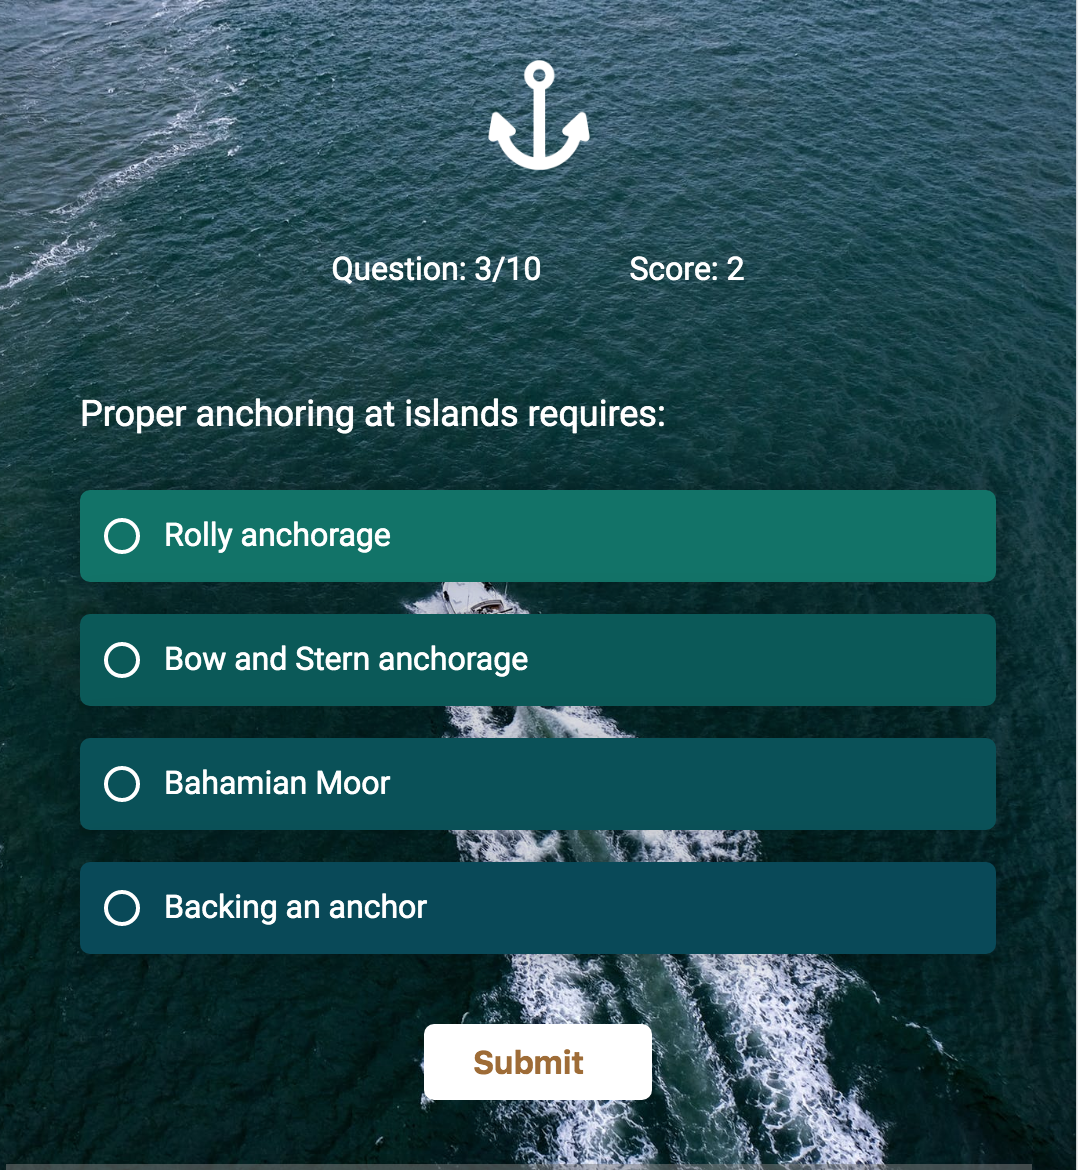 Question: 3/10 Score: 2
Proper anchoring at islands requires:
Rolly anchorage
Bow and Stern anchorage
Bahamian Moor
Backing an anchor
Submit